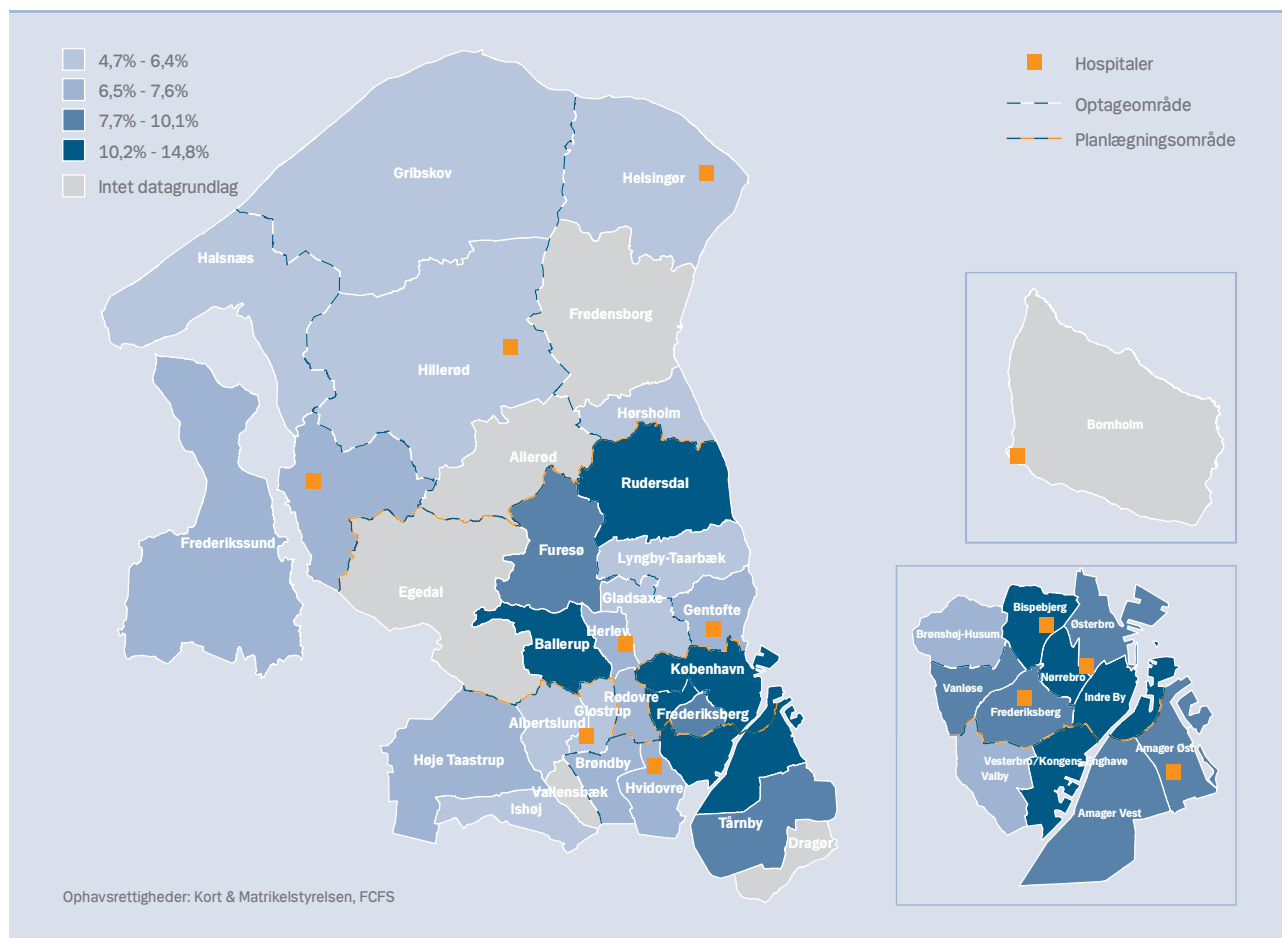 4,7% - 6,4%
6,5% - 7,6%
7,7% - 10,1%
10,2% - 14,8%
Intet datagrundlag
Hospitaler
Optageområde
Planlægningsområde
Gribskov
Helsingør
Halsnæs
Fredensborg
Hillerød
Hørsholm
Allerød
Rudersdal
Frederikssund
Furesø
Lyngby-Taarbæk
Egedal
Gladsaxe
Gentofte
Herlev
Ballerup
København
Rødovre
Glostrup
Frederiksberg
Albertslund
Høje Taastrup
Brøndby
Hvidovre
Vallensbæk
Ishøj
Tårnby
Dragør
Bornholm
Bispebjerg
Østerbro
Brønshøj-Husum
Nørrebro
Vanløse
Indre By
Frederiksberg
Amager Øst
Vesterbro/Kongens Enghave
Valby
Amager Vest
Ophavsrettigheder: Kort & Matrikelstyrelsen, FCFS